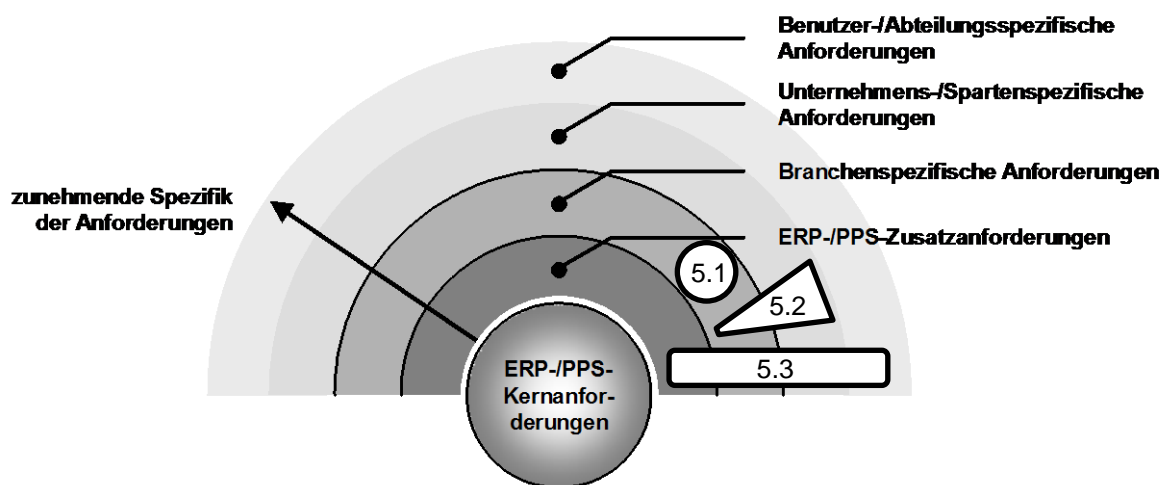 Benutzer-/Abteilungsspezifische
Anforderungen
Unternehmens-/Spartenspezifische
Anforderungen
Branchenspezifische Anforderungen
zunehmende Spezifik
der Anforderungen
ERP-/PPS-Zusatzanforderungen
5.1
5.2
5.3
ERP-/PPS-
Kernanfor-
derungen